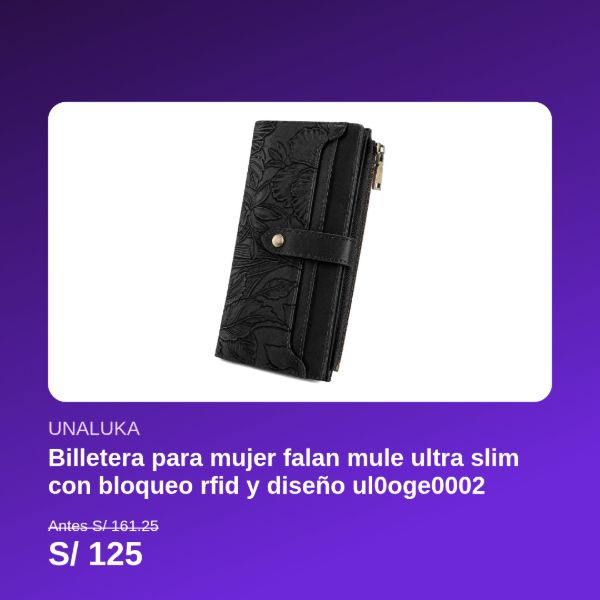 UNALUKA
Billetera para mujer falan mule ultra slim
con bloqueo rfid y diseño ul0oge0002
Antes S/ 161.25
S/ 125